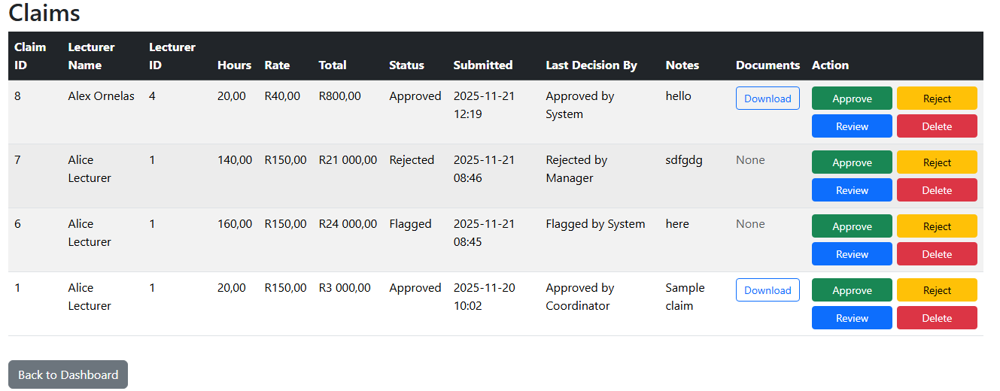 Claims
Claim ID Lecturer Name Lecturer ID Hours Rate Total Status Submitted Last Decision By Notes Documents Action
8 Alex Ornelas 4 20,00 R40,00 R800,00 Approved 2025-11-21 12:19 Approved by System hello Download Approve Reject
Review Delete
7 Alice Lecturer 1 140,00 R150,00 R21 000,00 Rejected 2025-11-21 08:46 Rejected by Manager sdfgdg None Approve Reject
Review Delete
6 Alice Lecturer 1 160,00 R150,00 R24 000,00 Flagged 2025-11-21 08:45 Flagged by System here None Approve Reject
Review Delete
1 Alice Lecturer 1 20,00 R150,00 R3 000,00 Approved 2025-11-20 10:02 Approved by Coordinator Sample claim Download Approve Reject
Review Delete
Back to Dashboard